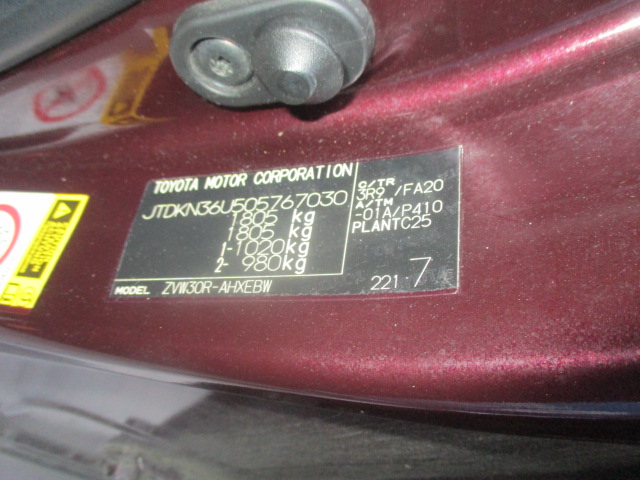 TOYOTA MOTOR CORPORATION
JTDKN36U505767030
1805 kg
1805 kg
1-1020kg
2- 980kg
MODEL ZVW30R-AHXEBW
C/TR
3R9 /FA20
A/TM
-01A/P410
PLANTC25
221-7